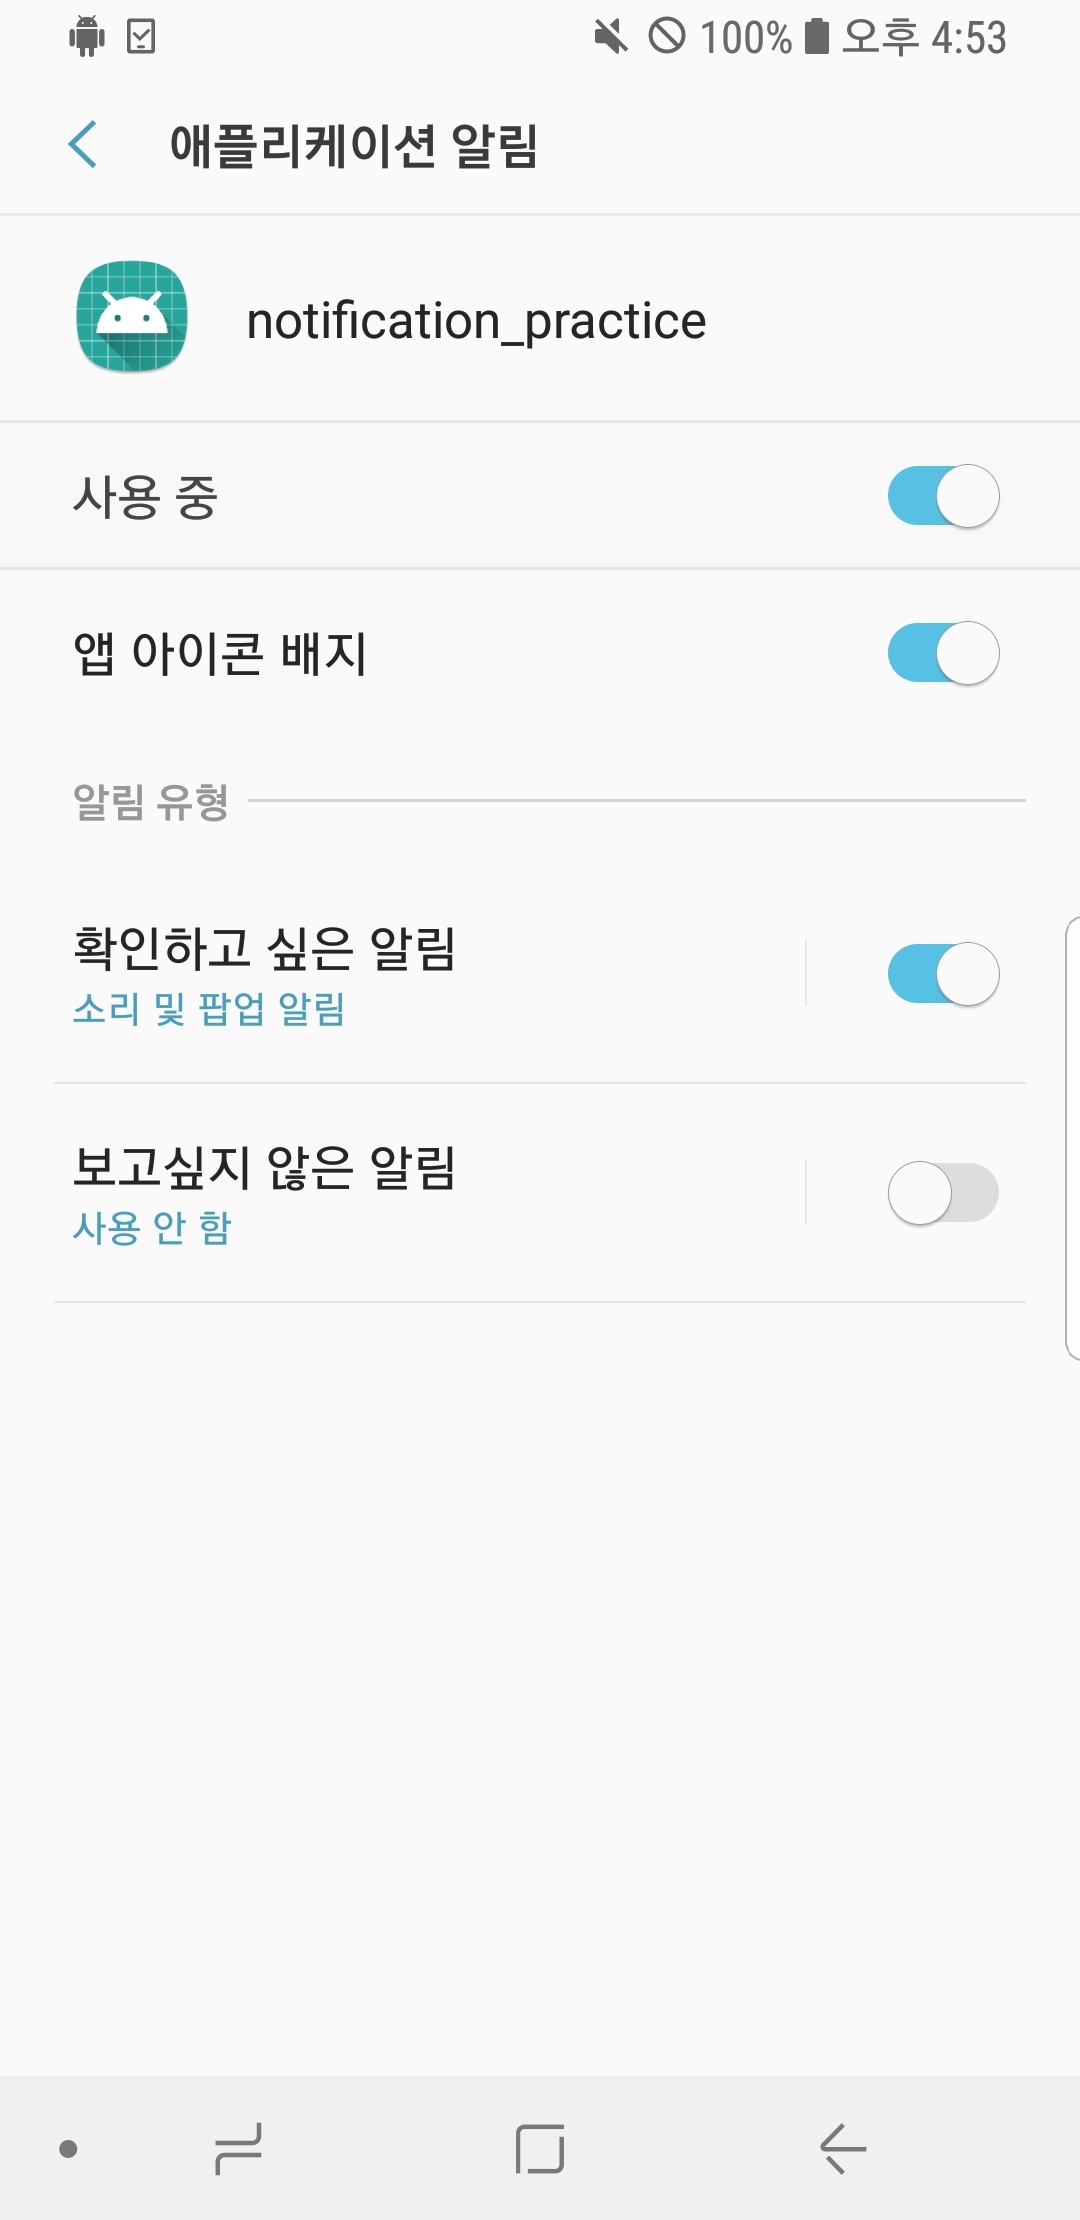 100% 오후 4:53
애플리케이션 알림
notification_practice
사용 중
앱 아이콘 배지
알림 유형
확인하고 싶은 알림
소리 및 팝업 알림
보고싶지 않은 알림
사용 안 함